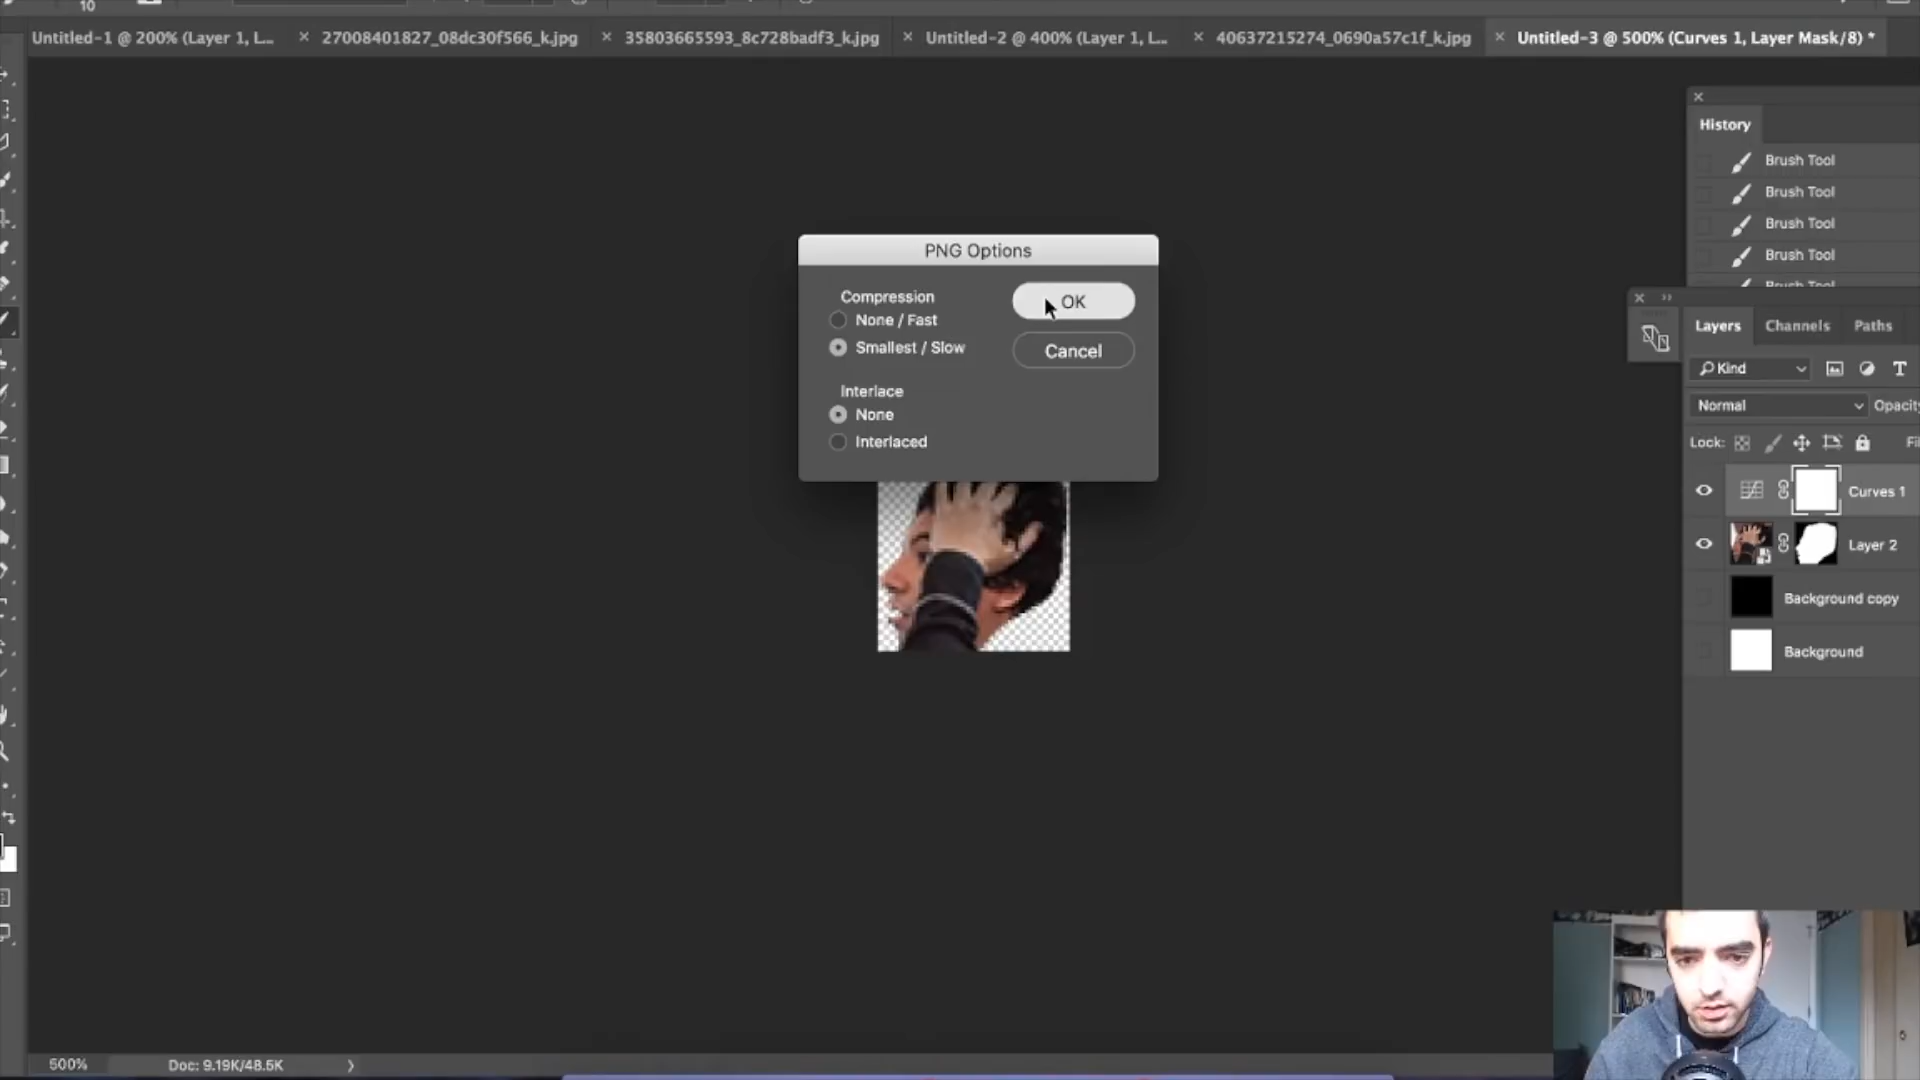 10
Untitled-1 @ 200% (Layer 1, L...
× 27008401827_08dc30f566_k.jpg
× 35803665593_8c728badf3_k.jpg
× Untitled-2 @ 400% (Layer 1, L...
× 40637215274_0690a57c1f_k.jpg
× Untitled-3 @ 500% (Curves 1, Layer Mask/8) *
History
Brush Tool
Brush Tool
Brush Tool
Brush Tool
PNG Options
Compression
None / Fast
Smallest / Slow
OK
Cancel
Interlace
None
Interlaced
Layers Channels Paths
Kind
Normal
Opacity
Lock:
Fil
Curves 1
Layer 2
Background copy
Background
500%
Doc: 9.19K/48.5K